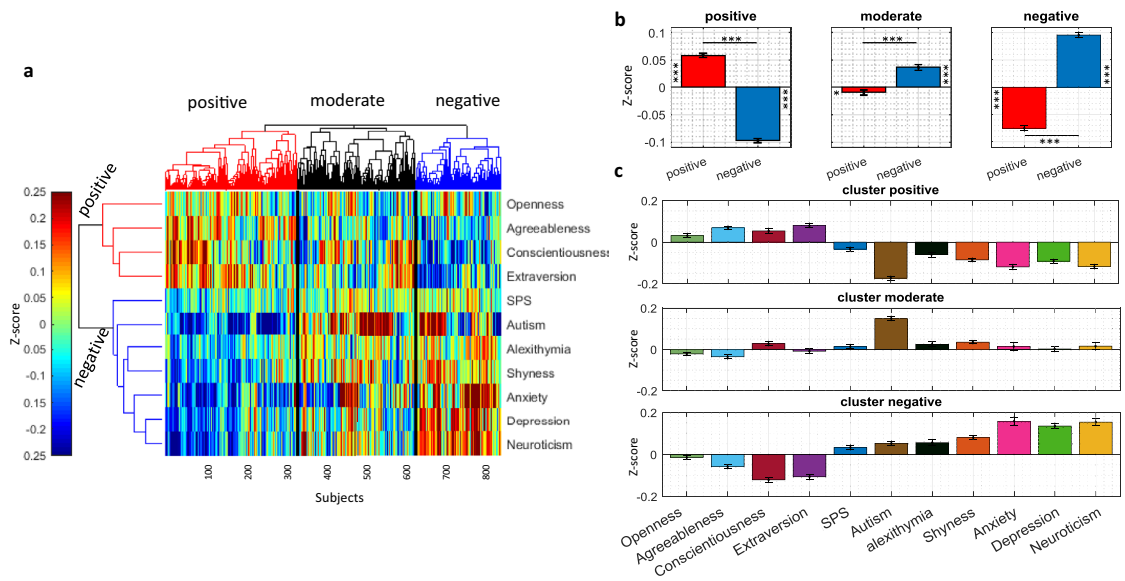 a
positive
moderate
negative
positive
negative
Z-score
0.25
0.2
0.15
0.1
0.05
0
-0.05
-0.1
-0.15
-0.2
0.25
Openness
Agreeableness
Conscientiousness
Extraversion
SPS
Autism
Alexithymia
Shyness
Anxiety
Depression
Neuroticism
100
200
300
400
500
600
700
800
Subjects
b
positive
moderate
negative
Z-score
0.1
0.05
0
-0.05
-0.1
***
***
***
***
*
***
***
***
***
positive
negative
positive
negative
positive
negative
c
cluster positive
Z-score
0.2
0
-0.2
cluster moderate
Z-score
0.2
0
-0.2
cluster negative
Z-score
0.2
0
-0.2
Openness
Agreeableness
Conscientiousness
Extraversion
SPS
Autism
alexithymia
Shyness
Anxiety
Depression
Neuroticism